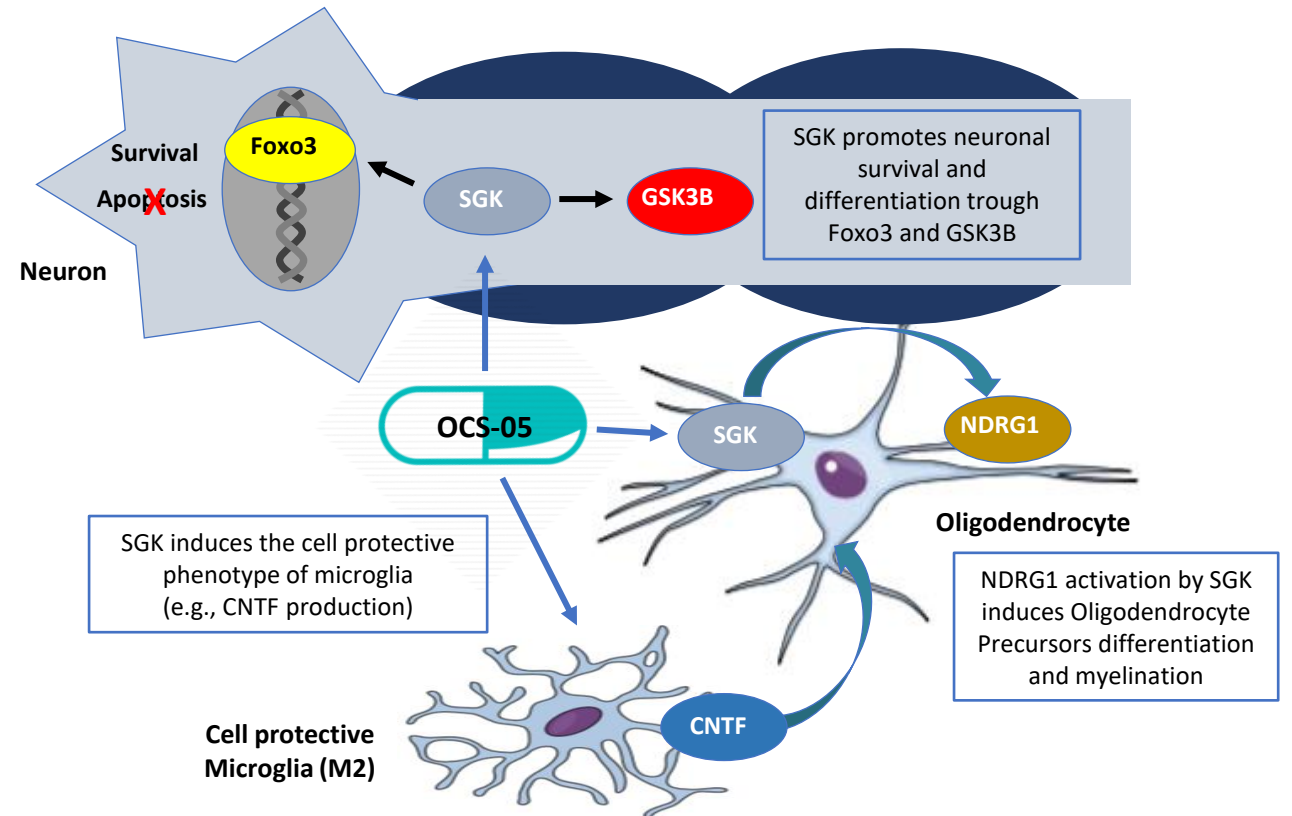 Survival
Apoptosis
Neuron
Foxo3
SGK
GSK3B
SGK promotes neuronal
survival and
differentiation trough
Foxo3 and GSK3B
OCS-05
SGK
NDRG1
Oligodendrocyte
SGK induces the cell protective
phenotype of microglia
(e.g., CNTF production)
NDRG1 activation by SGK
induces Oligodendrocyte
Precursors differentiation
and myelination
CNTF
Cell protective
Microglia (M2)